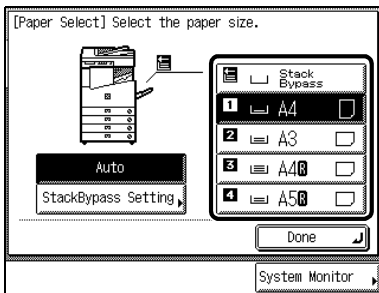 [Paper Select] Select the paper size.
Stack
Bypass
1 A4
2 A3
3 A4R
4 A5R
Auto
StackBypass Setting
Done
System Monitor